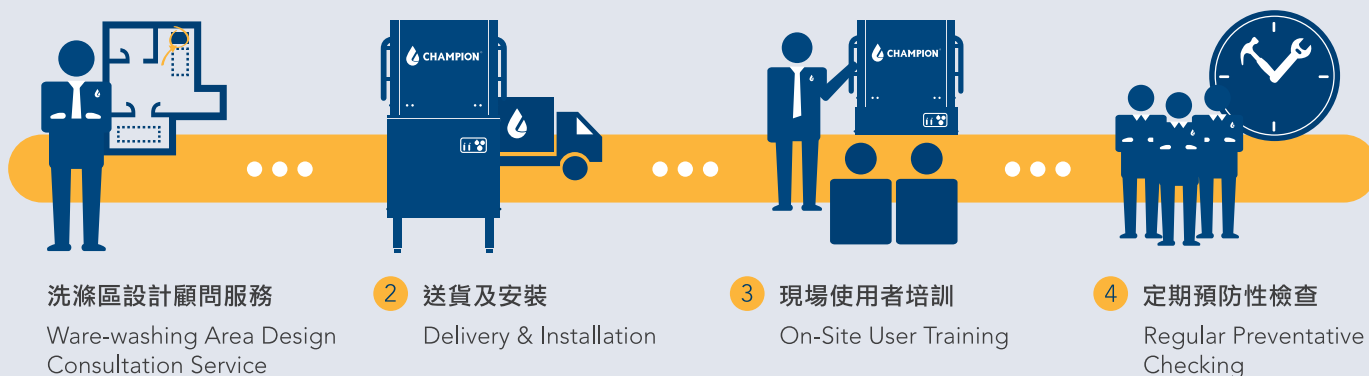 CHAMPION
CHAMPION
洗滌區設計顧問服務
Ware-washing Area Design
Consultation Service
2 送貨及安裝
Delivery & Installation
3 現場使用者培訓
On-Site User Training
4 定期預防性檢查
Regular Preventative
Checking